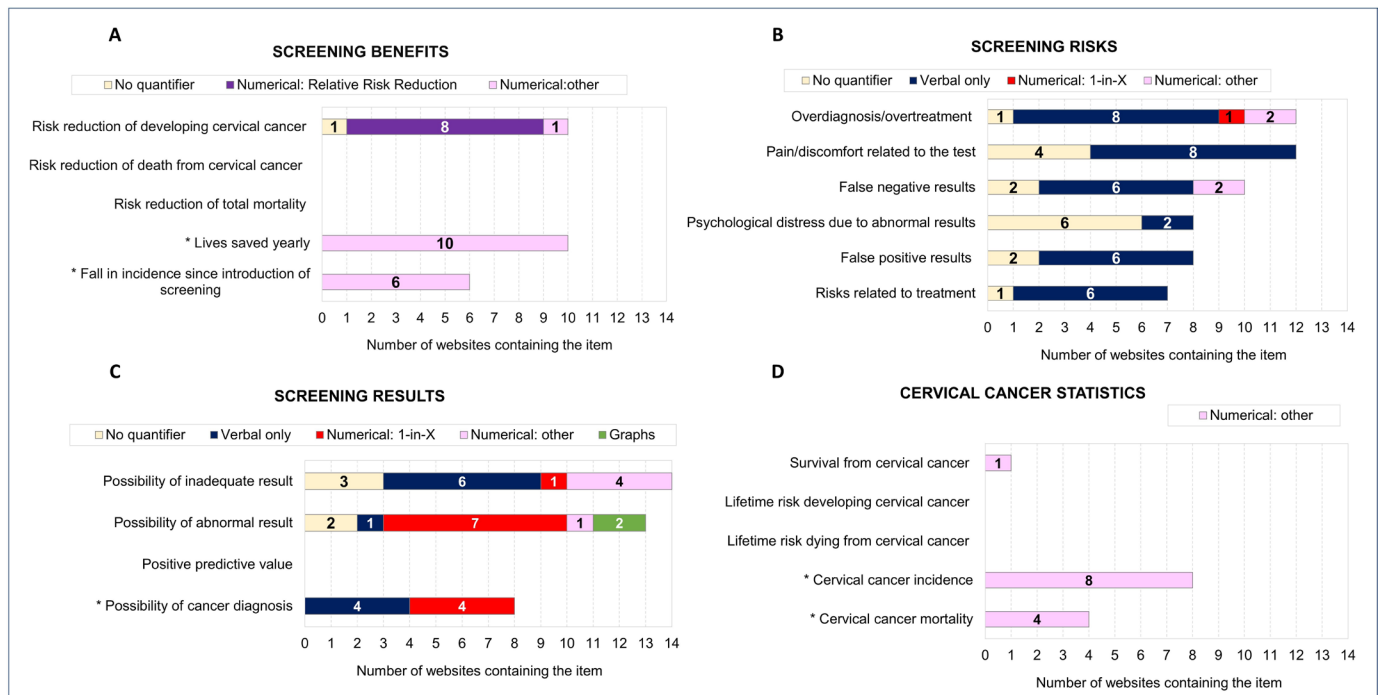 A
SCREENING BENEFITS
No quantifier Numerical: Relative Risk Reduction Numerical:other
Risk reduction of developing cervical cancer 1 8 1
Risk reduction of death from cervical cancer
Risk reduction of total mortality
* Lives saved yearly 10
* Fall in incidence since introduction of
screening 6
0 1 2 3 4 5 6 7 8 9 10 11 12 13 14
Number of websites containing the item
B
SCREENING RISKS
No quantifier Verbal only Numerical: 1-in-X Numerical: other
Overdiagnosis/overtreatment 1 8 1 2
Pain/discomfort related to the test 4 8
False negative results 2 6 2
Psychological distress due to abnormal results 6 2
False positive results 2 6
Risks related to treatment 1 6
0 1 2 3 4 5 6 7 8 9 10 11 12 13 14
Number of websites containing the item
C
SCREENING RESULTS
No quantifier Verbal only Numerical: 1-in-X Numerical: other Graphs
Possibility of inadequate result 3 6 1 4
Possibility of abnormal result 2 1 7 1 2
Positive predictive value
* Possibility of cancer diagnosis 4 4
0 1 2 3 4 5 6 7 8 9 10 11 12 13 14
Number of websites containing the item
D
CERVICAL CANCER STATISTICS
Numerical: other
Survival from cervical cancer 1
Lifetime risk developing cervical cancer
Lifetime risk dying from cervical cancer
* Cervical cancer incidence 8
* Cervical cancer mortality 4
0 1 2 3 4 5 6 7 8 9 10 11 12 13 14
Number of websites containing the item